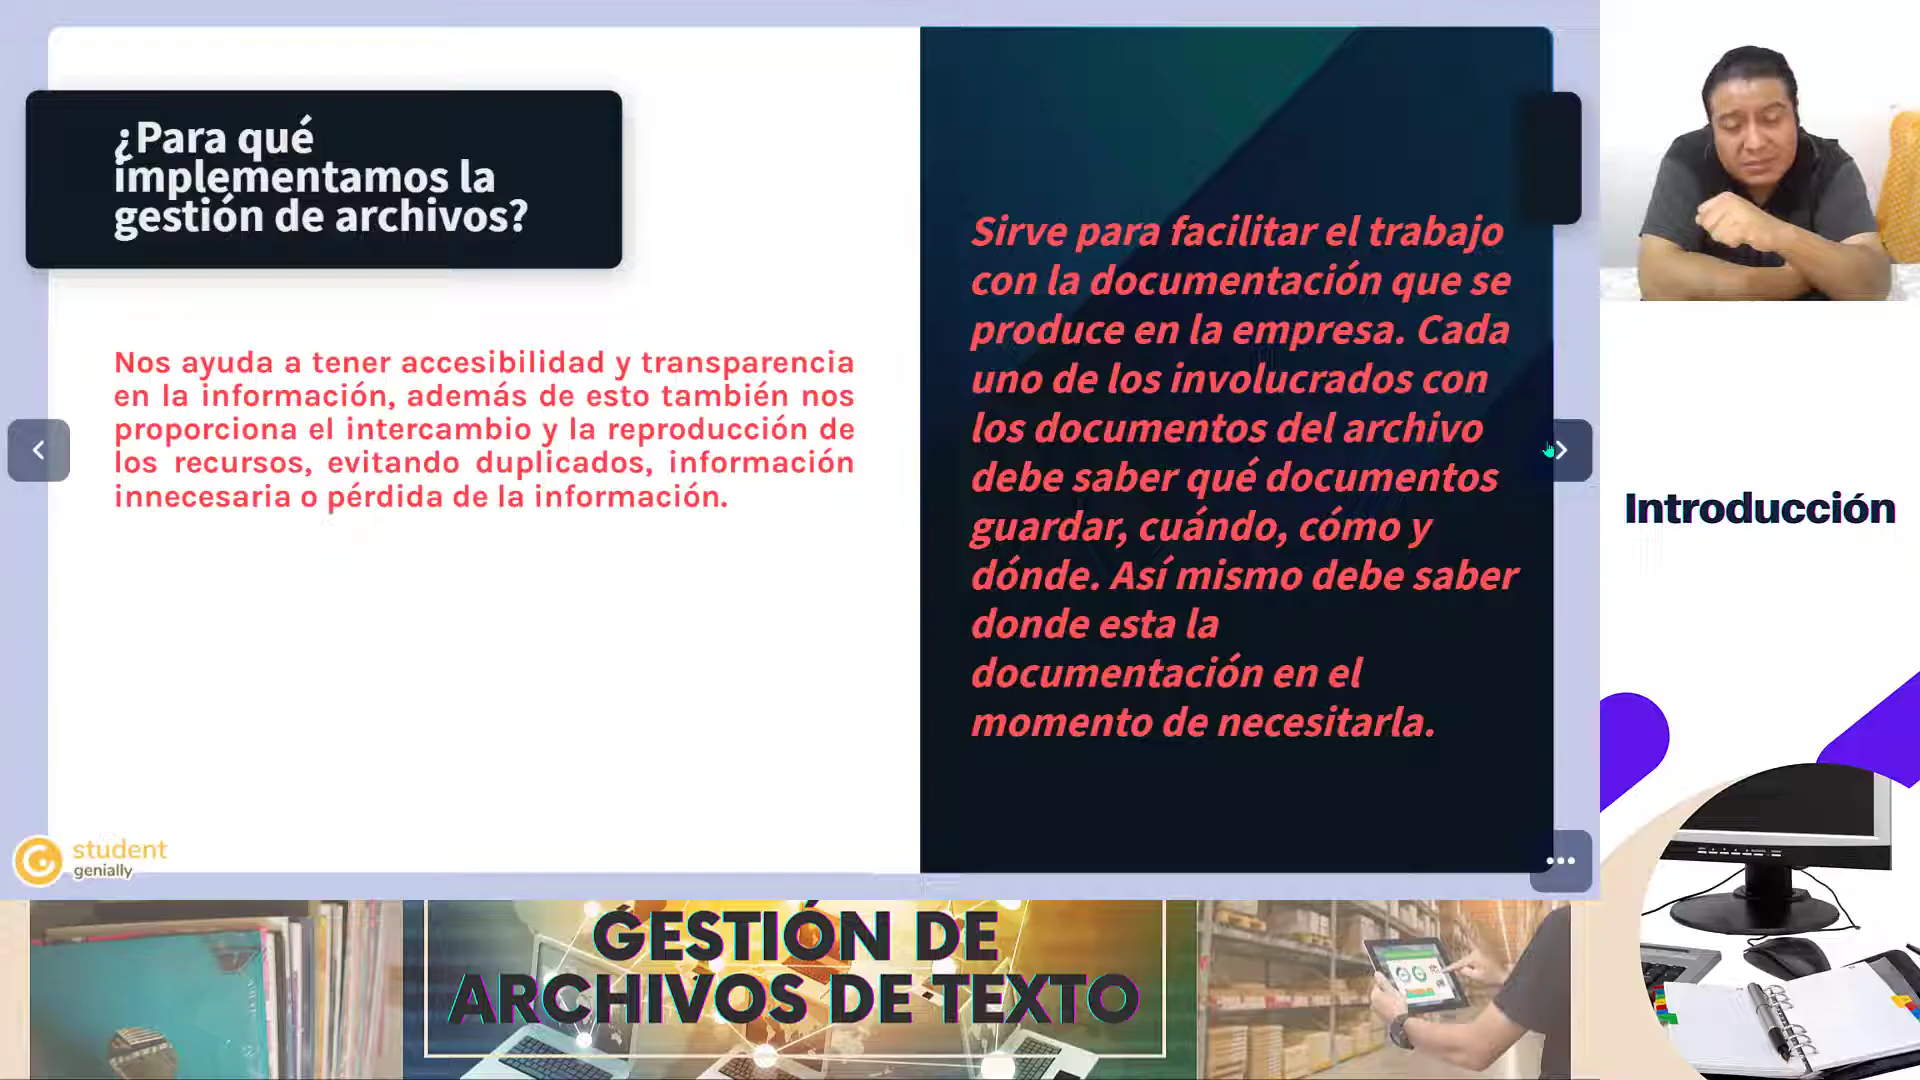 ¿Para qué
implementamos la
gestión de archivos?
Nos ayuda a tener accesibilidad y transparencia
en la información, además de esto también nos
proporciona el intercambio y la reproducción de
los recursos, evitando duplicados, información
innecesaria o pérdida de la información.
Sirve para facilitar el trabajo
con la documentación que se
produce en la empresa. Cada
uno de los involucrados con
los documentos del archivo
debe saber qué documentos
guardar, cuándo, cómo y
dónde. Así mismo debe saber
donde esta la
documentación en el
momento de necesitarla.
Introducción
student
genially
GESTIÓN DE
ARCHIVOS DE TEXTO